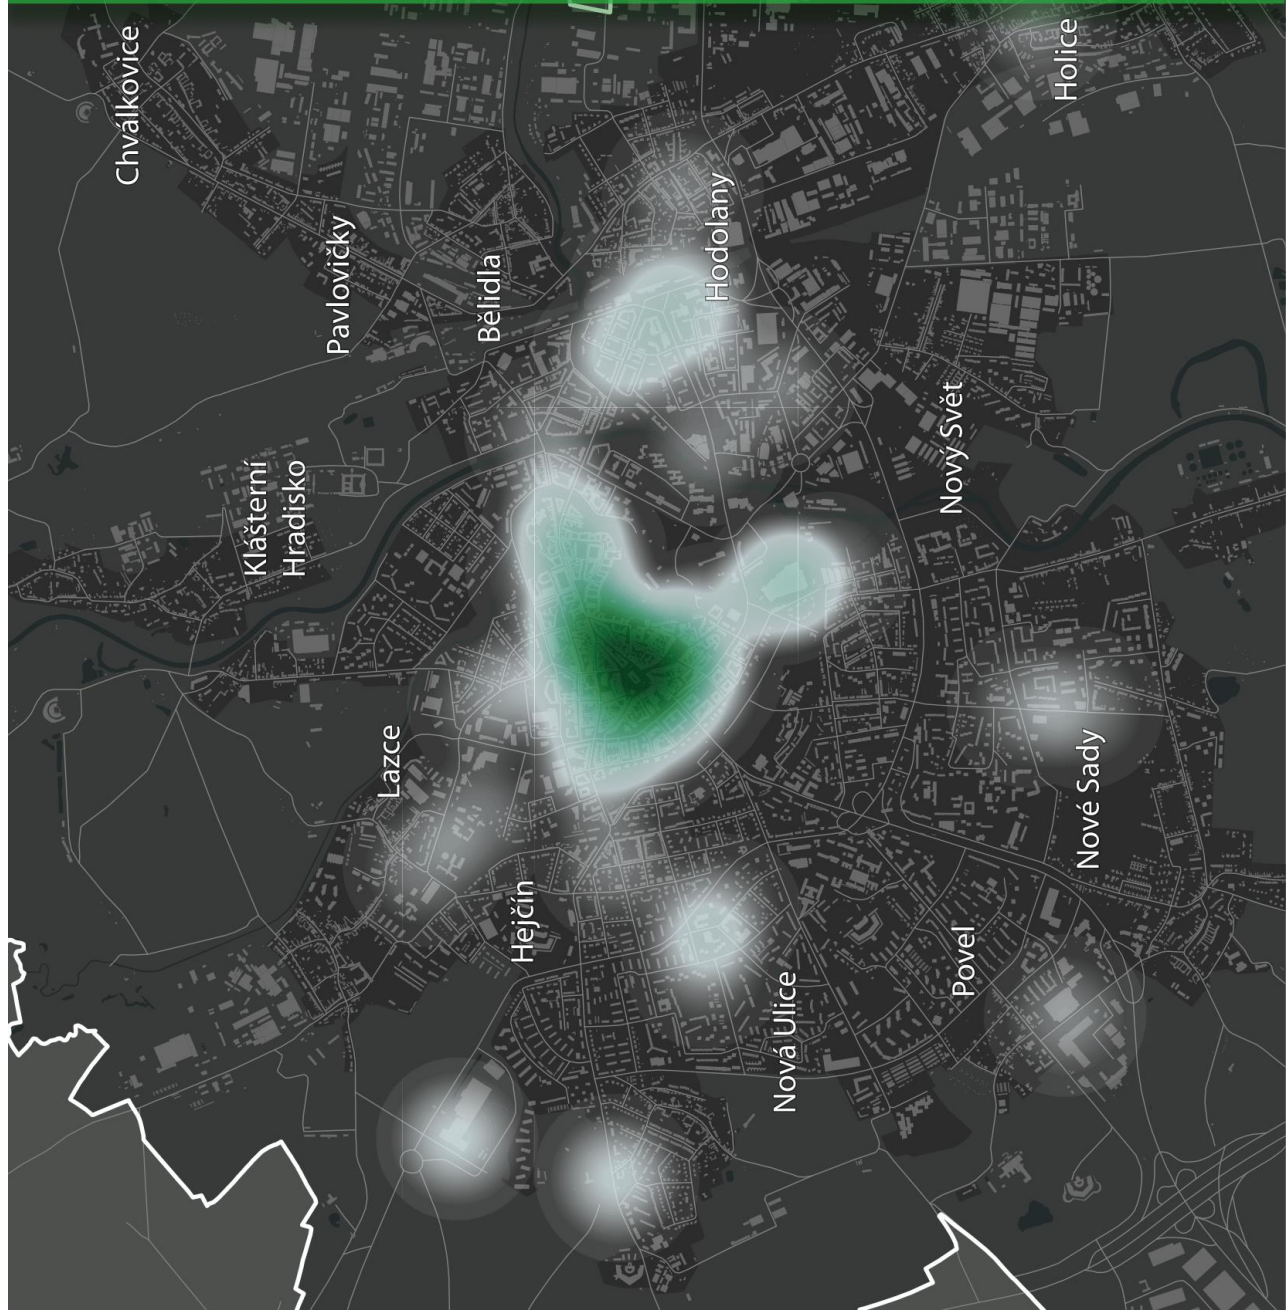 Chválkovice
Pavlovičky
Bělidla
Holice
Hodolany
Klášterní
Hradisko
Nový Svět
Lazce
Hejčín
Nové Sady
Povel
Nová Ulice